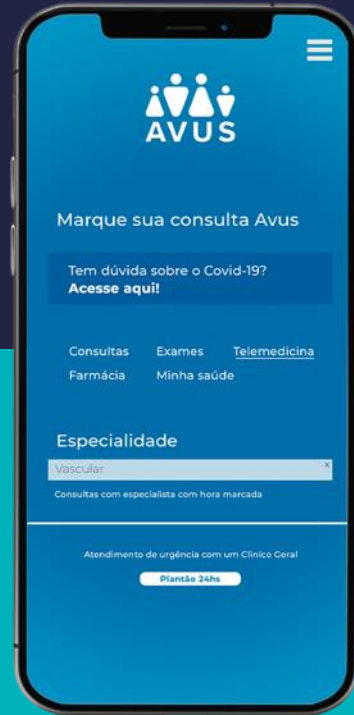 AVUS
Marque sua consulta Avus
Tem dúvida sobre o Covid-19?
Acesse aqui!
Consultas Exames Telemedicina
Farmácia Minha saúde
Especialidade
Vascular x
Consultas com especialista com hora marcada
Atendimento de urgência com um Clínico Geral
Plantão 24hs